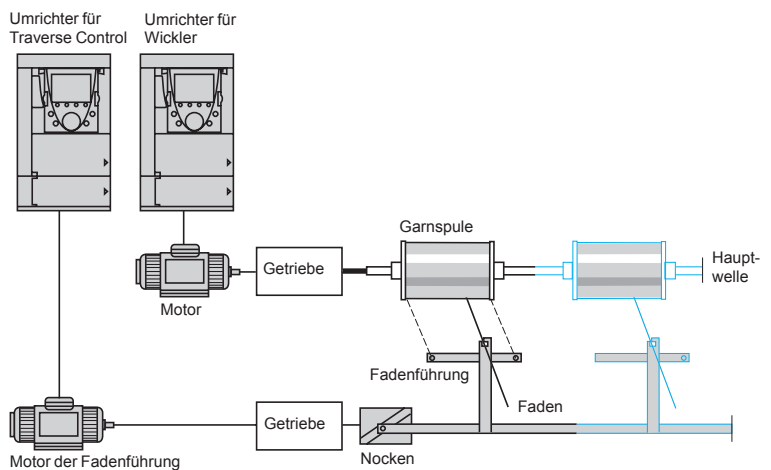 Umrichter für
Traverse Control
Umrichter für
Wickler
Garnspule
Haupt-
welle
Getriebe
Motor
Fadenführung
Faden
Getriebe
Motor der Fadenführung
Nocken